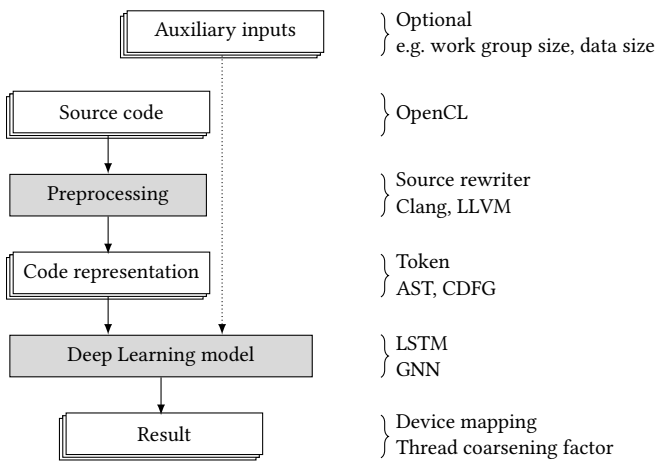 Auxiliary inputs
Optional
e.g. work group size, data size
Source code
OpenCL
Preprocessing
Source rewriter
Clang, LLVM
Code representation
Token
AST, CDFG
Deep Learning model
LSTM
GNN
Result
Device mapping
Thread coarsening factor